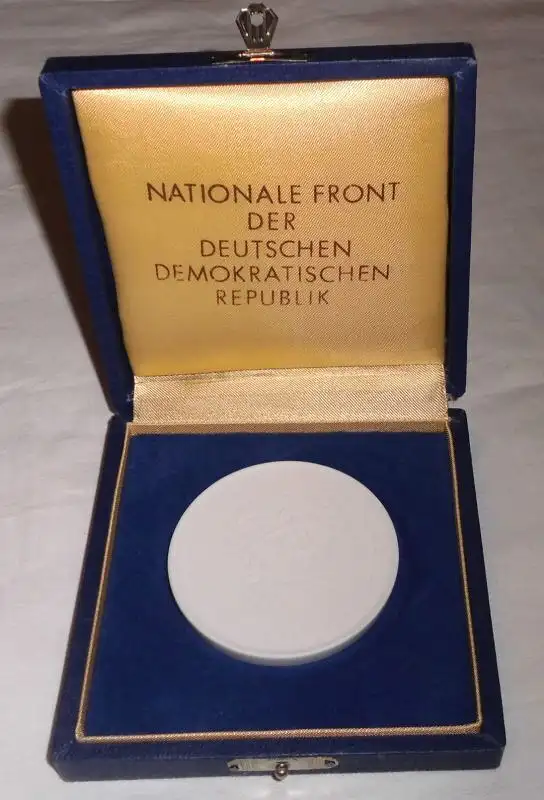 NATIONALE FRONT
DER
DEUTSCHEN
DEMOKRATISCHEN
REPUBLIK